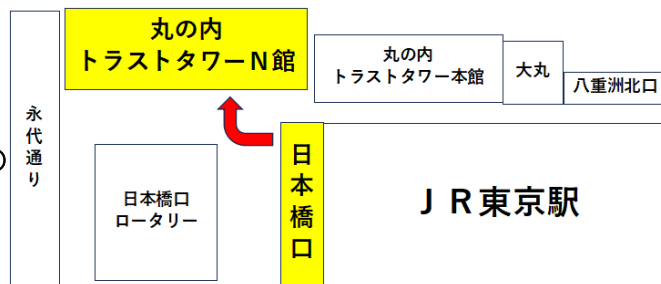 丸の内
トラストタワーN館
丸の内
トラストタワー本館
大丸
八重洲北口
永代通り
日本橋口
ロータリー
日本橋口
JR東京駅